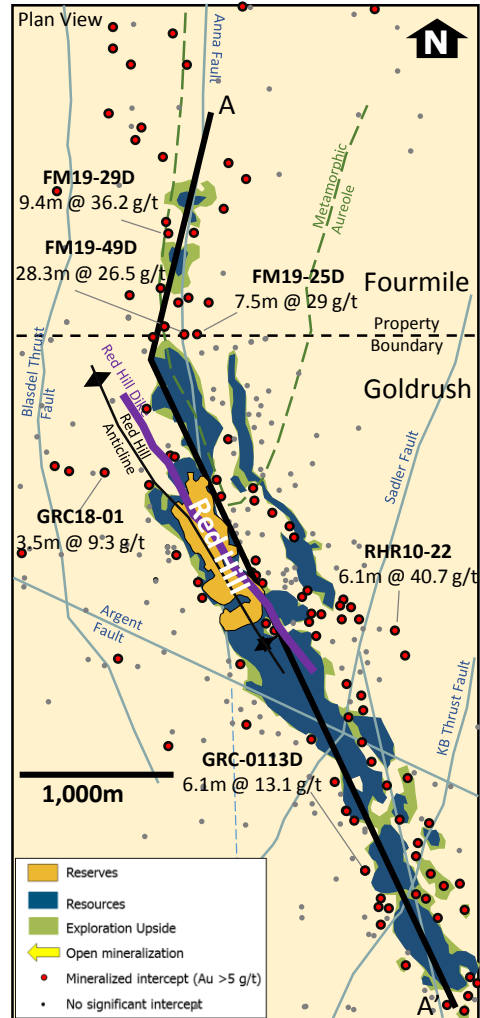 Plan View
N
Anna Fault
A
Metamorphic
Aureole
FM19-29D
9.4m @ 36.2 g/t
FM19-49D
28.3m @ 26.5 g/t
FM19-25D
7.5m @ 29 g/t
Fourmile
Property
Boundary
Goldrush
Blasdel Thrust
Fault
Red Hill Dike
Red Hill
Anticline
Red Hill
Sadler Fault
GRC18-01
3.5m @ 9.3 g/t
RHR10-22
6.1m @ 40.7 g/t
Argent
Fault
KB Thrust Fault
GRC-0113D
6.1m @ 13.1 g/t
1,000m
Reserves
Resources
Exploration Upside
Open mineralization
Mineralized intercept (Au >5 g/t)
No significant intercept
A'